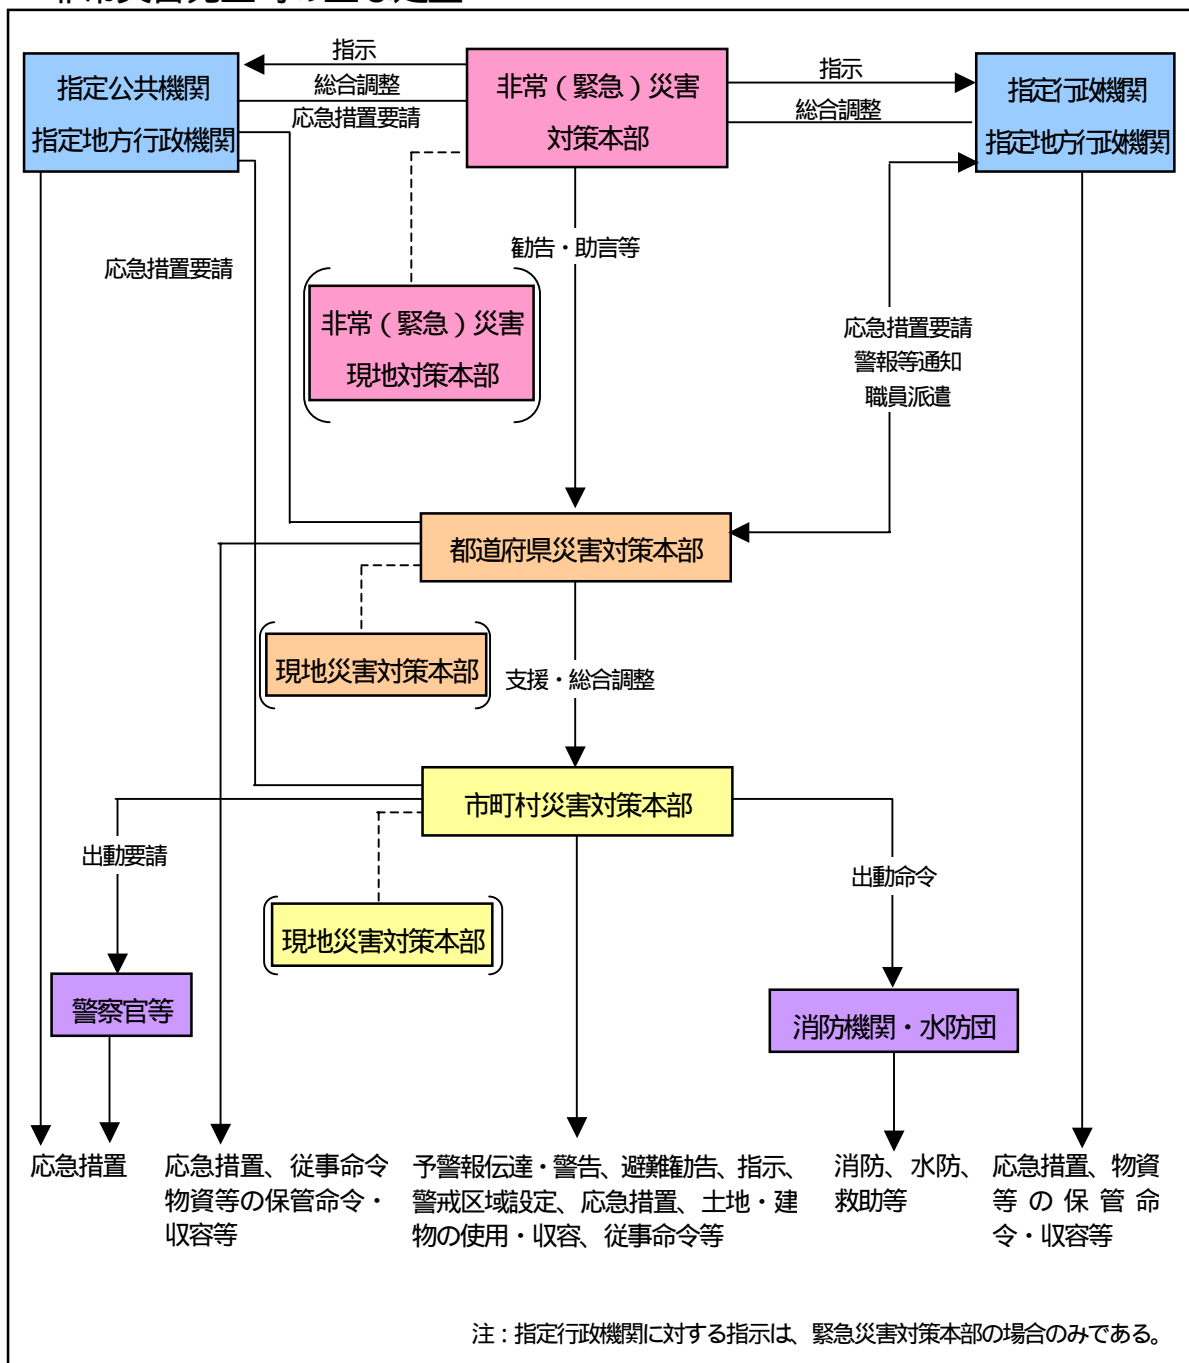 指示
総合調整
応急措置要請
指定公共機関
指定地方行政機関
非常（緊急）災害
対策本部
指示
総合調整
指定行政機関
指定地方行政機関
勧告・助言等
応急措置要請
非常（緊急）災害
現地対策本部
応急措置要請
警報等通知
職員派遣
都道府県災害対策本部
現地災害対策本部
支援・総合調整
市町村災害対策本部
出動要請
出動命令
現地災害対策本部
警察官等
消防機関・水防団
応急措置
応急措置、従事命令
物資等の保管命令・
収容等
予警報伝達・警告、避難勧告、指示、
警戒区域設定、応急措置、土地・建
物の使用・収容、従事命令等
消防、水防、
救助等
応急措置、物資
等の保管命
令・収容等
注：指定行政機関に対する指示は、緊急災害対策本部の場合のみである。